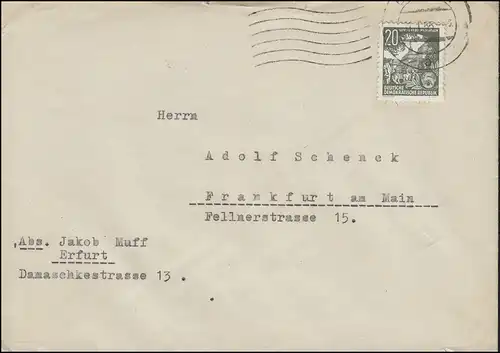 20
DEUTSCHE
DEMOKRATISCHE REPUBLIK
Herrn
Adolf Schenck
Frankfurt am Main
Fellnerstrasse 15.
Abs. Jakob Muff
Erfurt
Damaschkestrasse 13 .